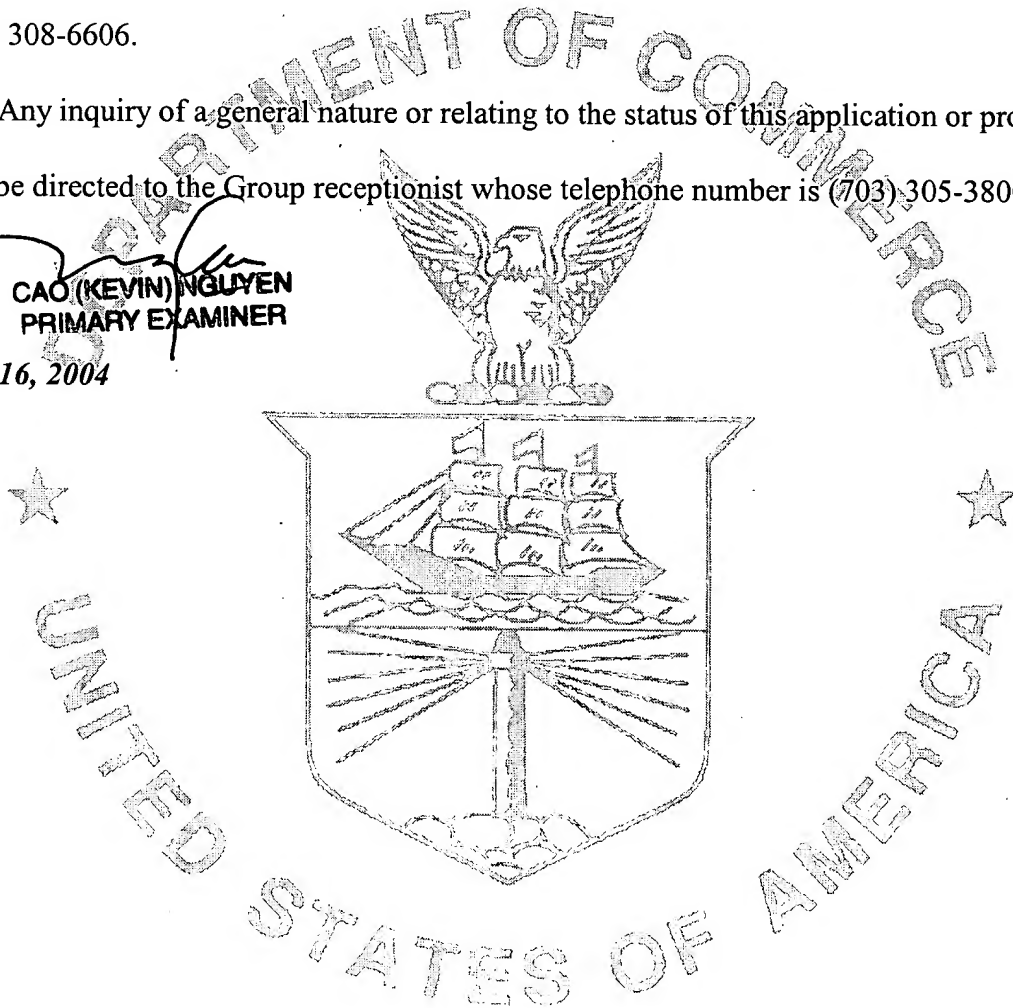 308-6606.
Any inquiry of a general nature or relating to the status of this application or pro
be directed to the Group receptionist whose telephone number is (703) 305-380
CAO (KEVIN) NGUYEN
PRIMARY EXAMINER
16, 2004
DEPARTMENT OF COMMERCE
UNITED STATES OF AMERICA